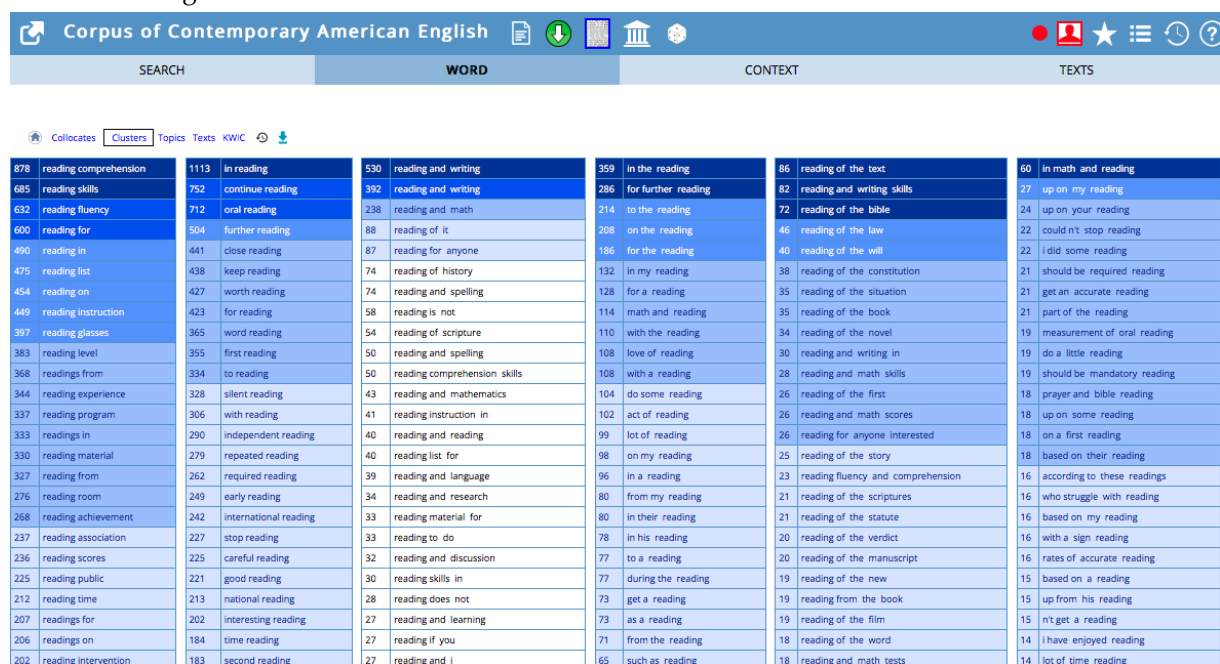 Corpus of Contemporary American English
SEARCH WORD CONTEXT TEXTS
Collocates Clusters Topics Texts KWIC
878 reading comprehension 1113 in reading 530 reading and writing 359 in the reading 86 reading of the text 60 in math and reading
685 reading skills 752 continue reading 392 reading and writing 286 for further reading 82 reading and writing skills 27 up on my reading
632 reading fluency 712 oral reading 238 reading and math 214 to the reading 72 reading of the bible 24 up on your reading
600 reading for 504 further reading 88 reading of it 208 on the reading 46 reading of the law 22 could n't stop reading
490 reading in 441 close reading 87 reading for anyone 186 for the reading 40 reading of the will 22 i did some reading
475 reading list 438 keep reading 74 reading of history 132 in my reading 38 reading of the constitution 21 should be required reading
454 reading on 427 worth reading 74 reading and spelling 128 for a reading 35 reading of the situation 21 get an accurate reading
449 reading instruction 423 for reading 58 reading is not 114 math and reading 35 reading of the book 21 part of the reading
397 reading glasses 365 word reading 54 reading of scripture 110 with the reading 34 reading of the novel 19 measurement of oral reading
383 reading level 355 first reading 50 reading and spelling 108 love of reading 30 reading and writing in 19 do a little reading
368 readings from 334 to reading 50 reading comprehension skills 108 with a reading 28 reading and math skills 19 should be mandatory reading
344 reading experience 328 silent reading 43 reading and mathematics 104 do some reading 26 reading of the first 18 prayer and bible reading
337 reading program 306 with reading 41 reading instruction in 102 act of reading 26 reading and math scores 18 up on some reading
333 readings in 290 independent reading 40 reading and reading 99 lot of reading 26 reading for anyone interested 18 on a first reading
330 reading material 279 repeated reading 40 reading list for 98 on my reading 25 reading of the story 18 based on their reading
327 reading from 262 required reading 39 reading and language 96 in a reading 23 reading fluency and comprehension 16 according to these readings
276 reading room 249 early reading 34 reading and research 80 from my reading 21 reading of the scriptures 16 who struggle with reading
268 reading achievement 242 international reading 33 reading material for 80 in their reading 21 reading of the statute 16 based on my reading
237 reading association 227 stop reading 33 reading to do 78 in his reading 20 reading of the verdict 16 with a sign reading
236 reading scores 225 careful reading 32 reading and discussion 77 to a reading 20 reading of the manuscript 16 rates of accurate reading
225 reading public 221 good reading 30 reading skills in 77 during the reading 19 reading of the new 15 based on a reading
212 reading time 213 national reading 28 reading does not 73 get a reading 19 reading from the book 15 up from his reading
207 readings for 202 interesting reading 27 reading and learning 73 as a reading 19 reading of the film 15 n't get a reading
206 readings on 184 time reading 27 reading if you 71 from the reading 18 reading of the word 14 i have enjoyed reading
202 reading intervention 183 second reading 27 reading and i 65 such as reading 18 reading and math tests 14 lot of time reading